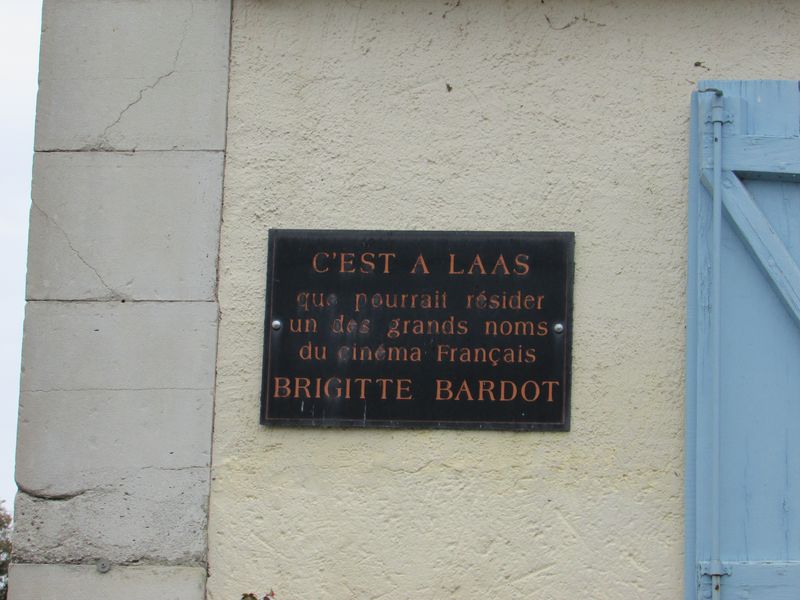 C'EST A LAAS
que pourrait résider
un des grands noms
du cinéma Français
BRIGITTE BARDOT